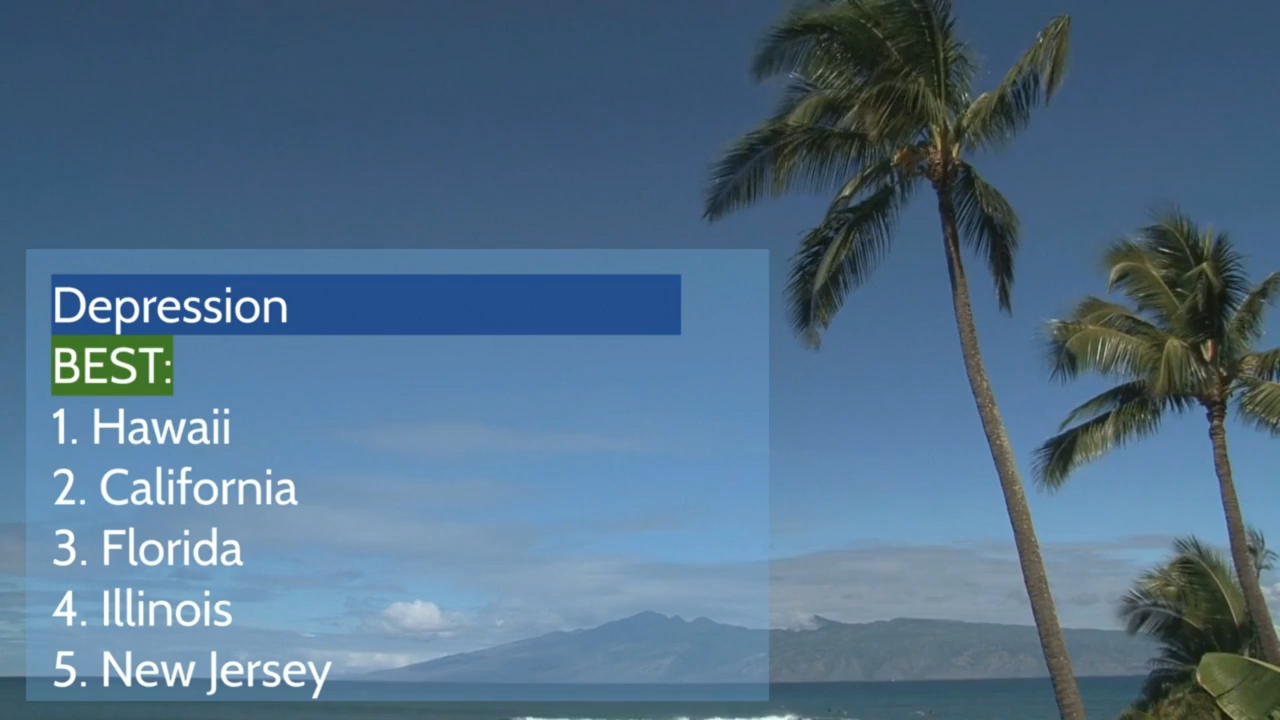 Depression
BEST:
1. Hawaii
2. California
3. Florida
4. Illinois
5. New Jersey